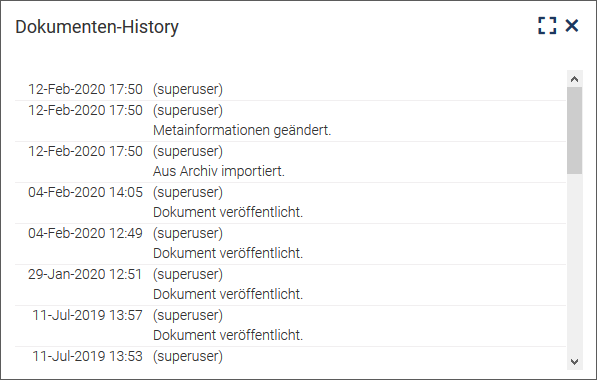 Dokumenten-History
12-Feb-2020 17:50 (superuser)
12-Feb-2020 17:50 (superuser)
Metainformationen geändert.
12-Feb-2020 17:50 (superuser)
Aus Archiv importiert.
04-Feb-2020 14:05 (superuser)
Dokument veröffentlicht.
04-Feb-2020 12:49 (superuser)
Dokument veröffentlicht.
29-Jan-2020 12:51 (superuser)
Dokument veröffentlicht.
11-Jul-2019 13:57 (superuser)
Dokument veröffentlicht.
11-Jul-2019 13:53 (superuser)